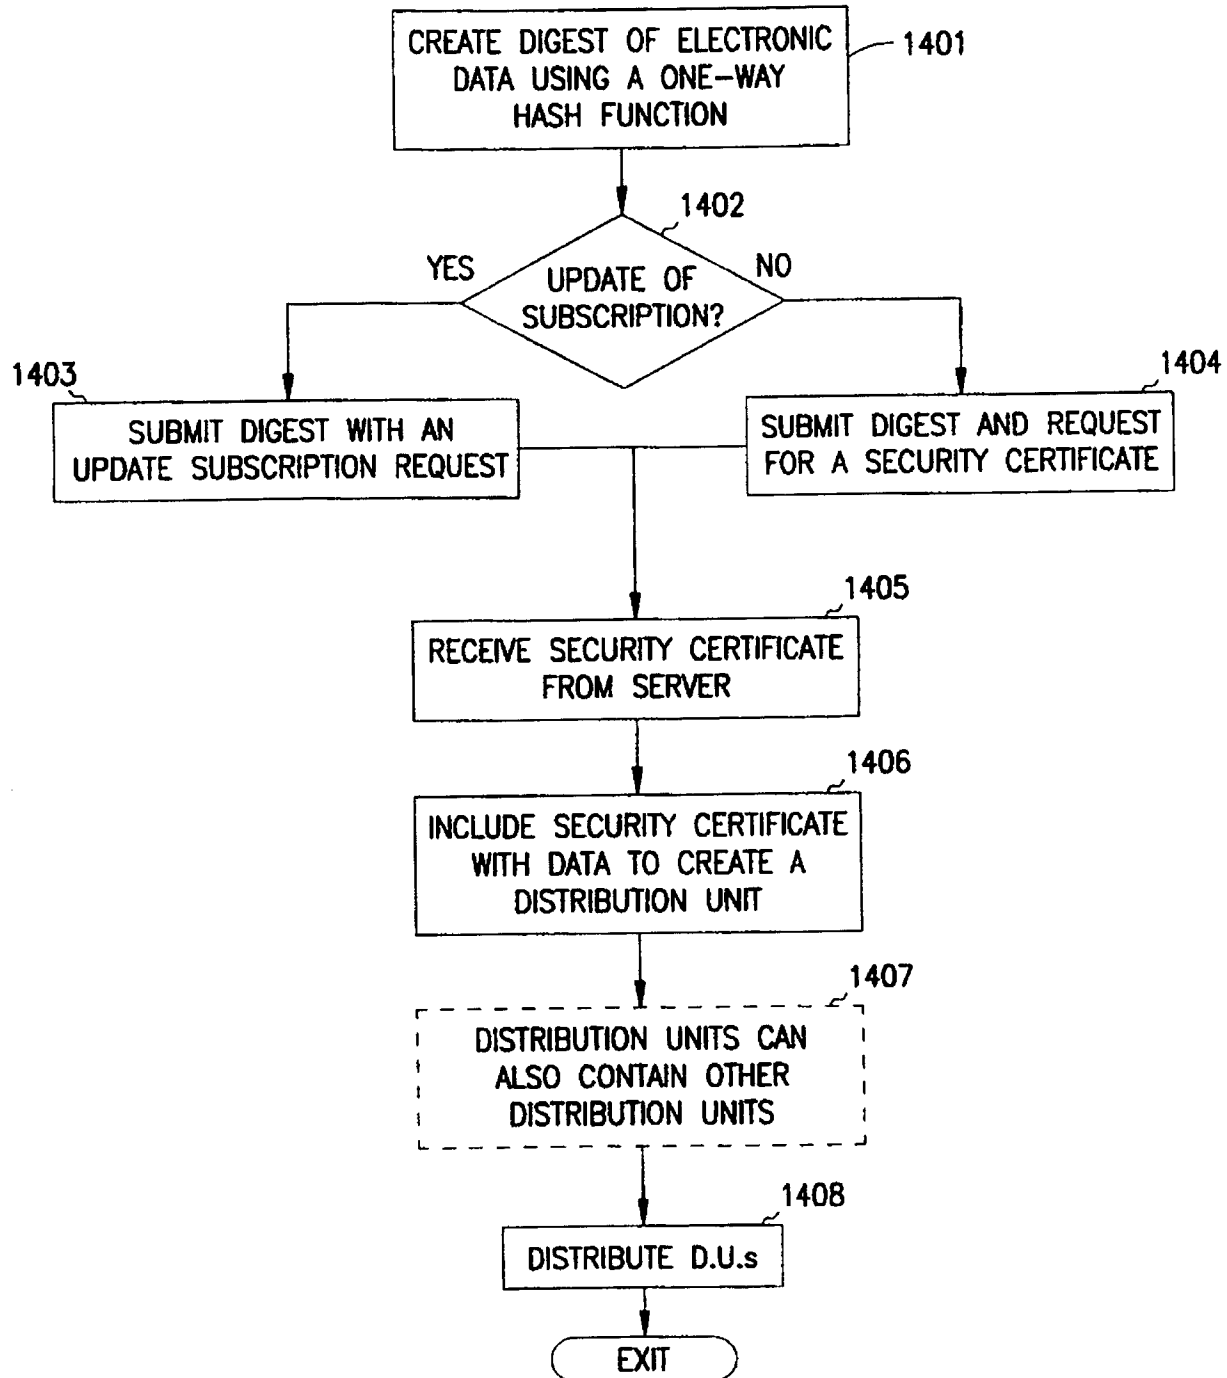 CREATE DIGEST OF ELECTRONIC
DATA USING A ONE-WAY
HASH FUNCTION
1401
1402
YES
UPDATE OF
SUBSCRIPTION?
NO
1403
SUBMIT DIGEST WITH AN
UPDATE SUBSCRIPTION REQUEST
1404
SUBMIT DIGEST AND REQUEST
FOR A SECURITY CERTIFICATE
1405
RECEIVE SECURITY CERTIFICATE
FROM SERVER
1406
INCLUDE SECURITY CERTIFICATE
WITH DATA TO CREATE A
DISTRIBUTION UNIT
1407
DISTRIBUTION UNITS CAN
ALSO CONTAIN OTHER
DISTRIBUTION UNITS
1408
DISTRIBUTE D.U.s
EXIT